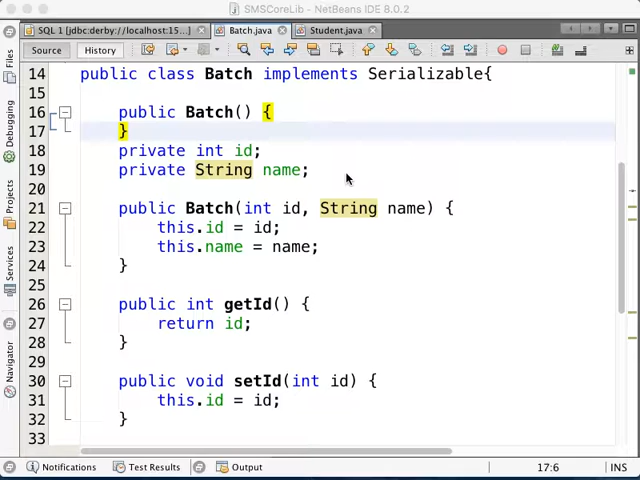 SMSCoreLib - NetBeans IDE 8.0.2
SQL 1 [jdbc:derby://localhost:15... Batch.java Student.java
Source History
Files
Debugging
Projects
Services
Navigator
14 public class Batch implements Serializable{
15
16 public Batch() {
17 }
18 private int id;
19 private String name;
20
21 public Batch(int id, String name) {
22 this.id = id;
23 this.name = name;
24 }
25
26 public int getId() {
27 return id;
28 }
29
30 public void setId(int id) {
31 this.id = id;
32 }
33
Notifications Test Results Output 17:6 INS